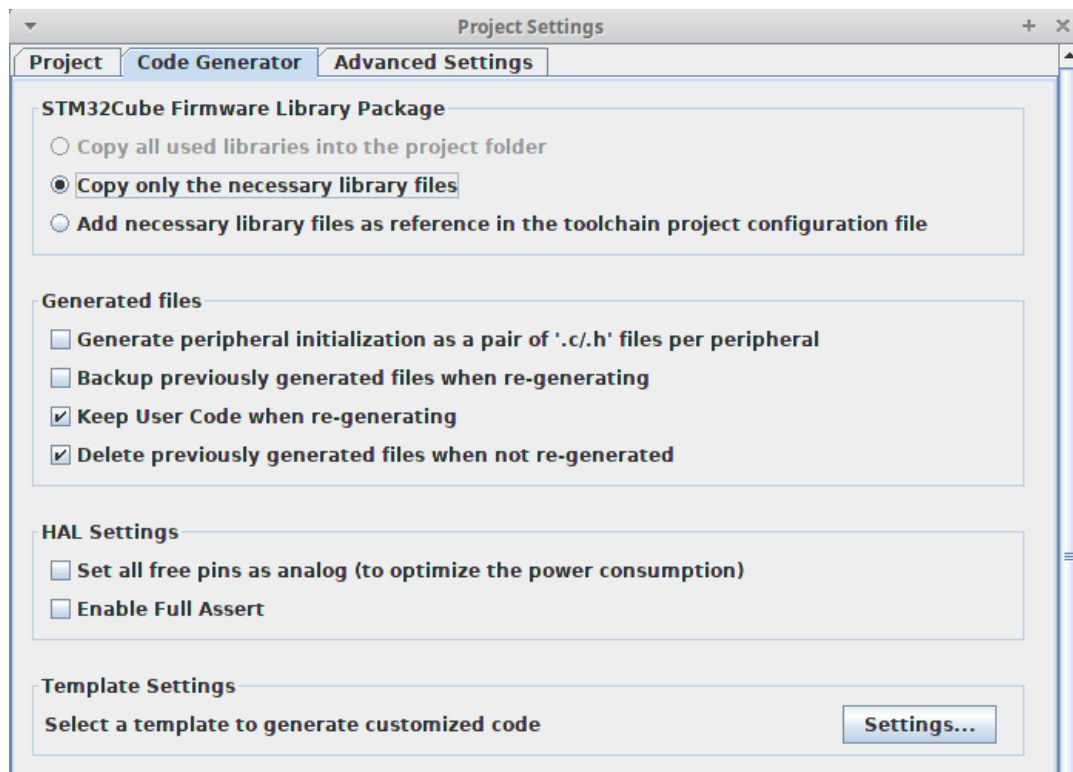 Project Settings
Project Code Generator Advanced Settings
STM32Cube Firmware Library Package
Copy all used libraries into the project folder
Copy only the necessary library files
Add necessary library files as reference in the toolchain project configuration file
Generated files
Generate peripheral initialization as a pair of '.c/.h' files per peripheral
Backup previously generated files when re-generating
Keep User Code when re-generating
Delete previously generated files when not re-generated
HAL Settings
Set all free pins as analog (to optimize the power consumption)
Enable Full Assert
Template Settings
Select a template to generate customized code Settings...